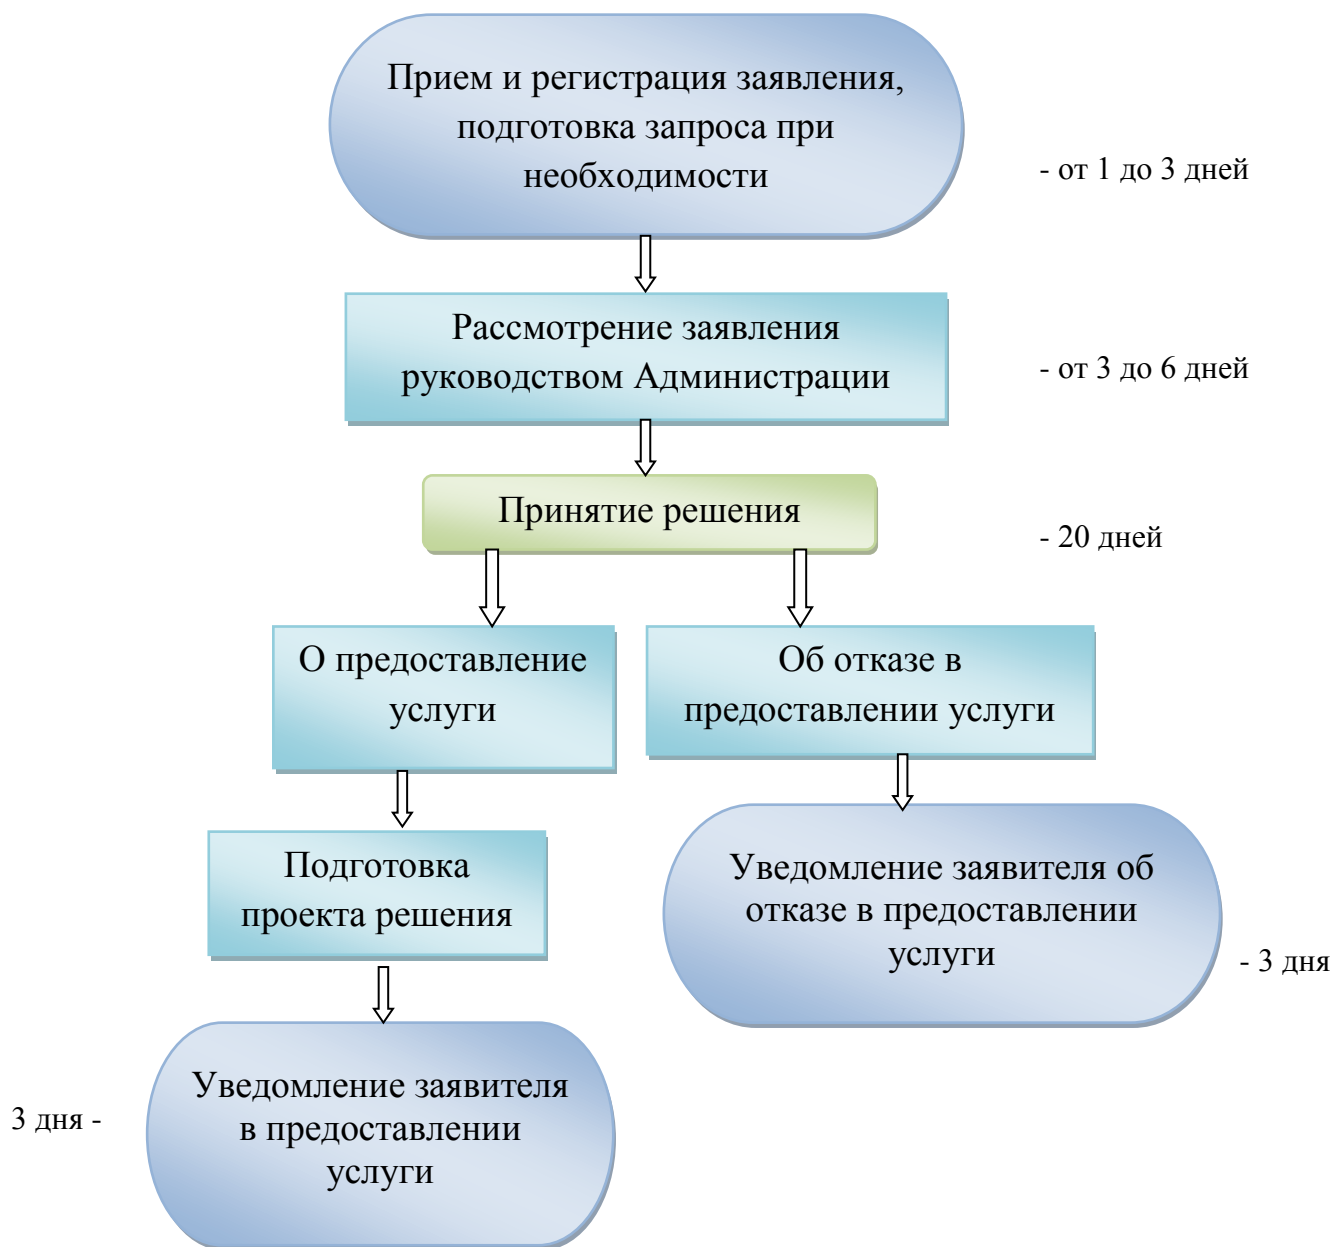 Прием и регистрация заявления,
подготовка запроса при
необходимости
- от 1 до 3 дней
Рассмотрение заявления
руководством Администрации
- от 3 до 6 дней
Принятие решения
- 20 дней
О предоставление
услуги
Об отказе в
предоставлении услуги
Подготовка
проекта решения
Уведомление заявителя об
отказе в предоставлении
услуги
- 3 дня
Уведомление заявителя
в предоставлении
услуги
3 дня -